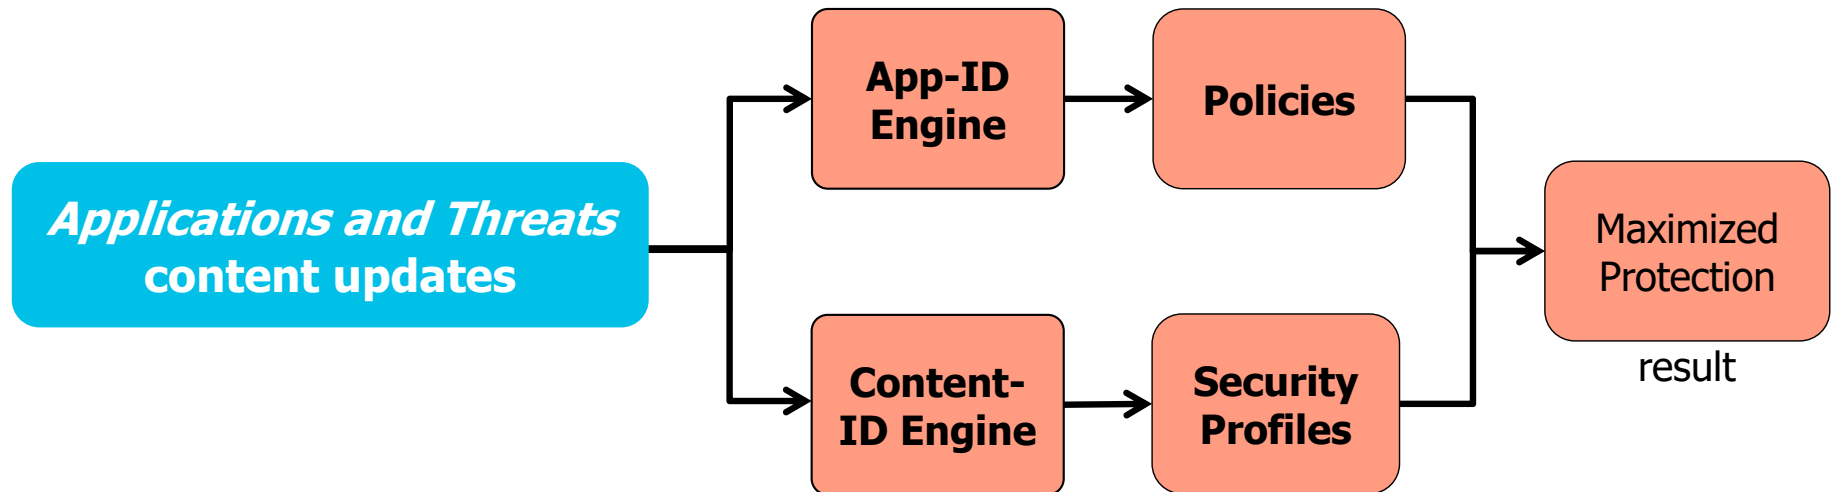 Applications and Threats
content updates
App-ID
Engine
Policies
Content-
ID Engine
Security
Profiles
Maximized
Protection
result